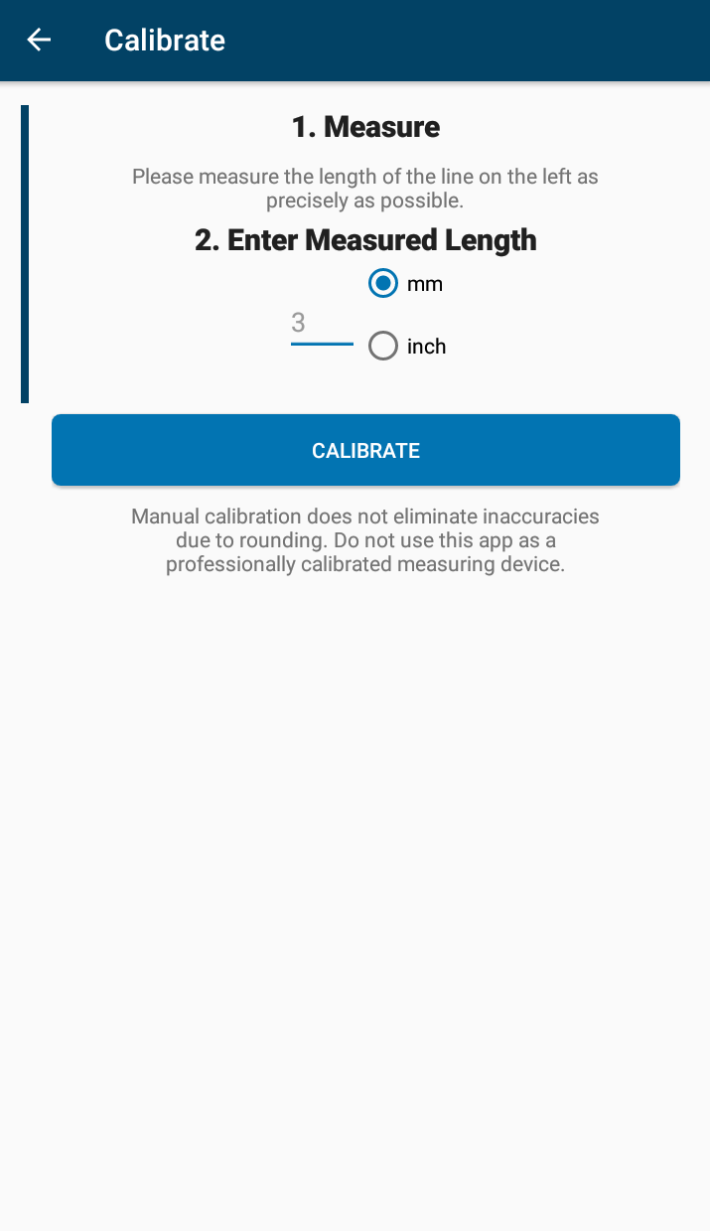 Calibrate
1. Measure
Please measure the length of the line on the left as
precisely as possible.
2. Enter Measured Length
mm
3
inch
CALIBRATE
Manual calibration does not eliminate inaccuracies
due to rounding. Do not use this app as a
professionally calibrated measuring device.